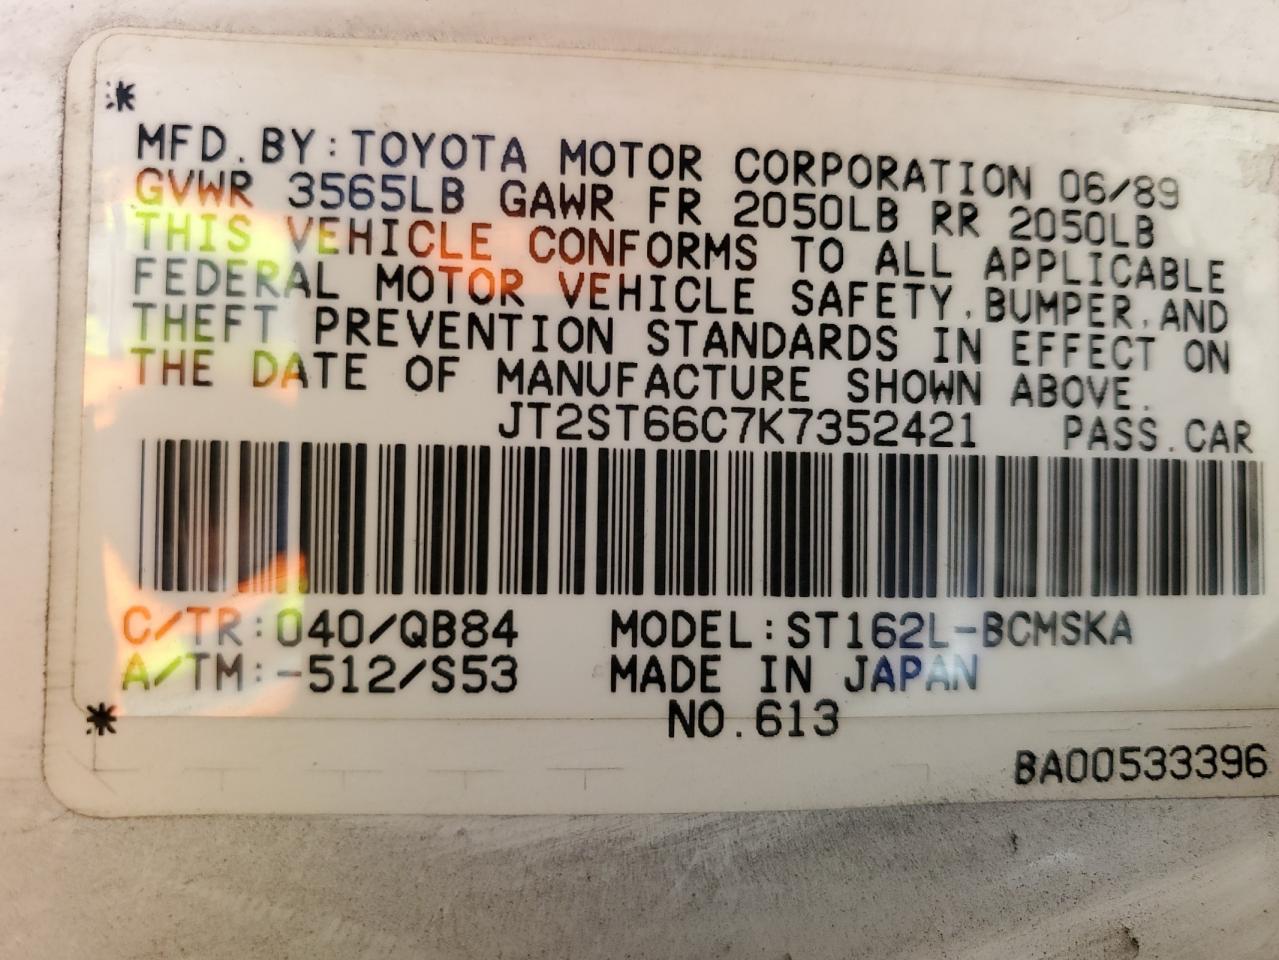 *
MFD.BY:TOYOTA MOTOR CORPORATION 06/89
GVWR 3565LB GAWR FR 2050LB RR 2050LB
THIS VEHICLE CONFORMS TO ALL APPLICABLE
FEDERAL MOTOR VEHICLE SAFETY,BUMPER,AND
THEFT PREVENTION STANDARDS IN EFFECT ON
THE DATE OF MANUFACTURE SHOWN ABOVE.
JT2ST66C7K7352421 PASS.CAR
C/TR:040/QB84 MODEL:ST162L-BCMSKA
A/TM:-512/S53 MADE IN JAPAN
* NO.613
BA00533396